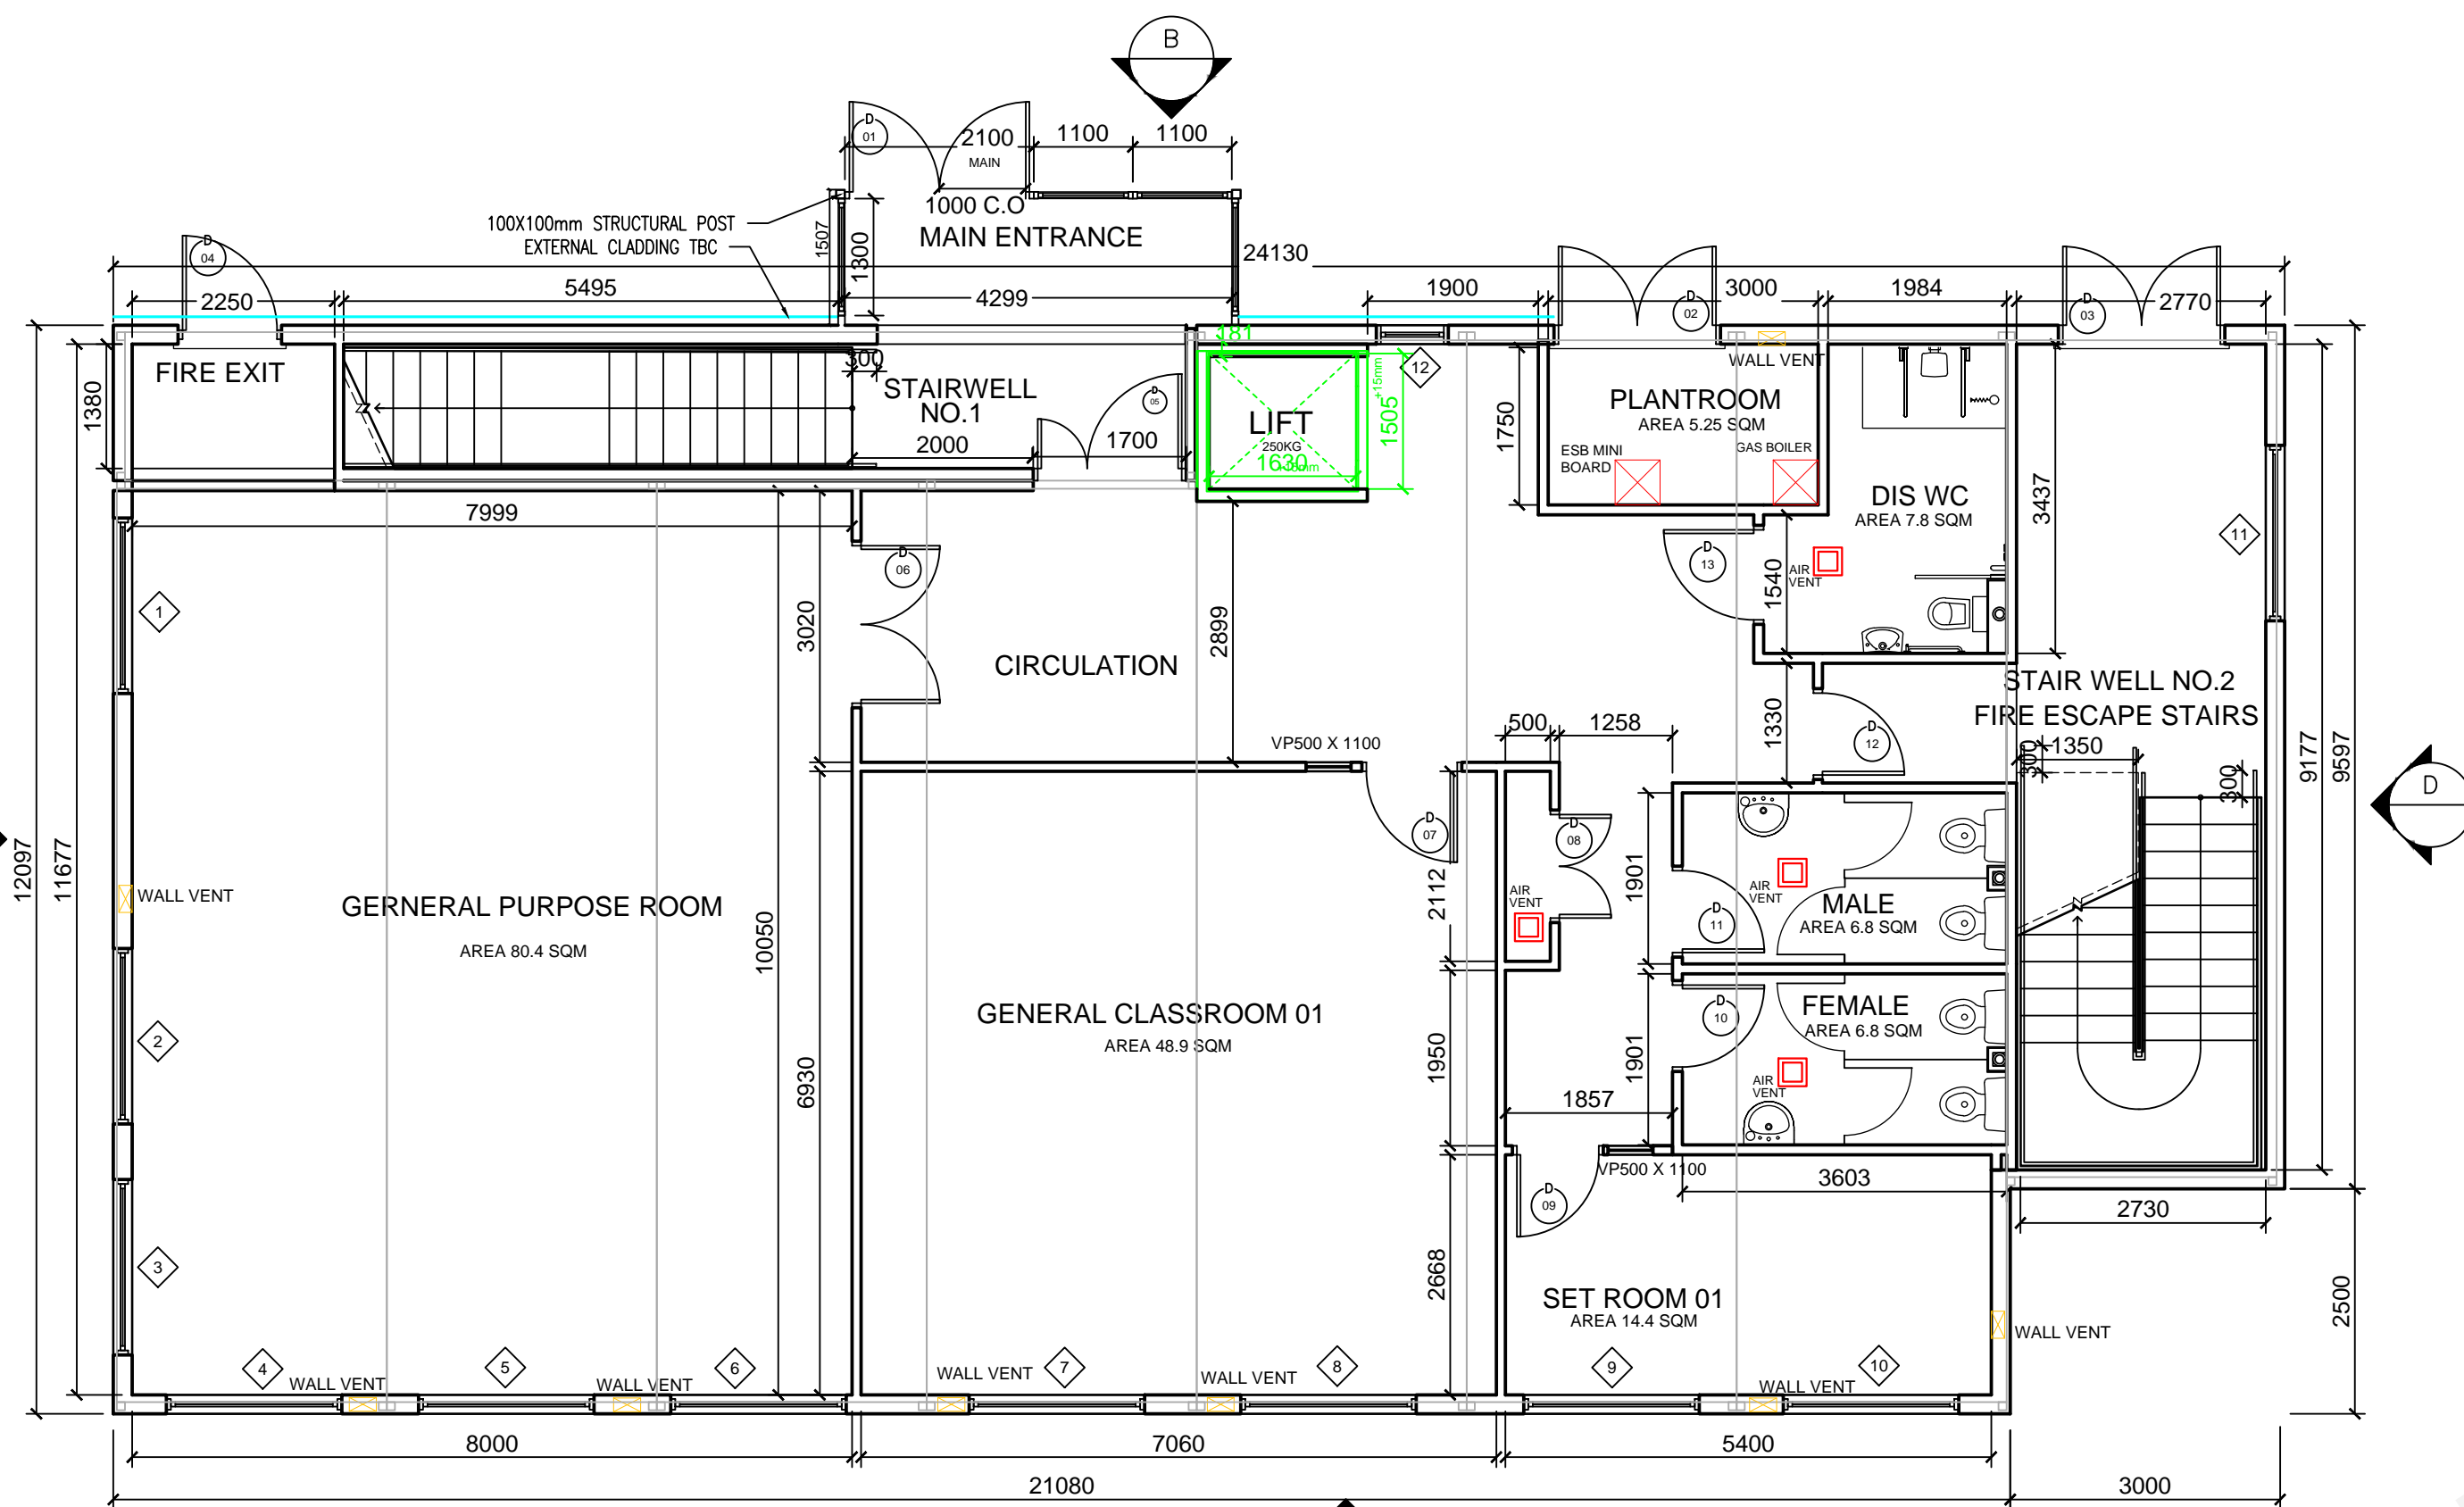 B
D
01
2100
1100
1100
MAIN
1000 C.O
MAIN ENTRANCE
100X100mm STRUCTURAL POST
EXTERNAL CLADDING TBC
1507
1300
D
04
24130
2250
5495
4299
1900
3000
1984
2770
D
02
D
03
181
FIRE EXIT
1380
300
STAIRWELL
NO.1
D
05
2000
1700
LIFT
250KG
1630
+15mm
1505
12
WALL VENT
PLANTROOM
AREA 5.25 SQM
1750
ESB MINI
BOARD
GAS BOILER
DIS WC
AREA 7.8 SQM
3437
11
7999
D
06
D
13
AIR
VENT
1540
1
3020
2899
CIRCULATION
STAIR WELL NO.2
FIRE ESCAPE STAIRS
500
1258
1330
VP500 X 1100
D
12
300
1350
300
9177
9597
D
12097
11677
D
07
D
08
2112
1901
AIR
VENT
AIR
VENT
WALL VENT
GERNERAL PURPOSE ROOM
AREA 80.4 SQM
10050
MALE
AREA 6.8 SQM
D
11
GENERAL CLASSROOM 01
AREA 48.9 SQM
FEMALE
AREA 6.8 SQM
D
10
2
6930
1950
1901
AIR
VENT
1857
VP500 X 1100
3603
D
09
2730
3
2668
SET ROOM 01
AREA 14.4 SQM
2500
WALL VENT
4
WALL VENT
5
WALL VENT
6
WALL VENT
7
WALL VENT
8
9
WALL VENT
10
8000
7060
5400
21080
3000